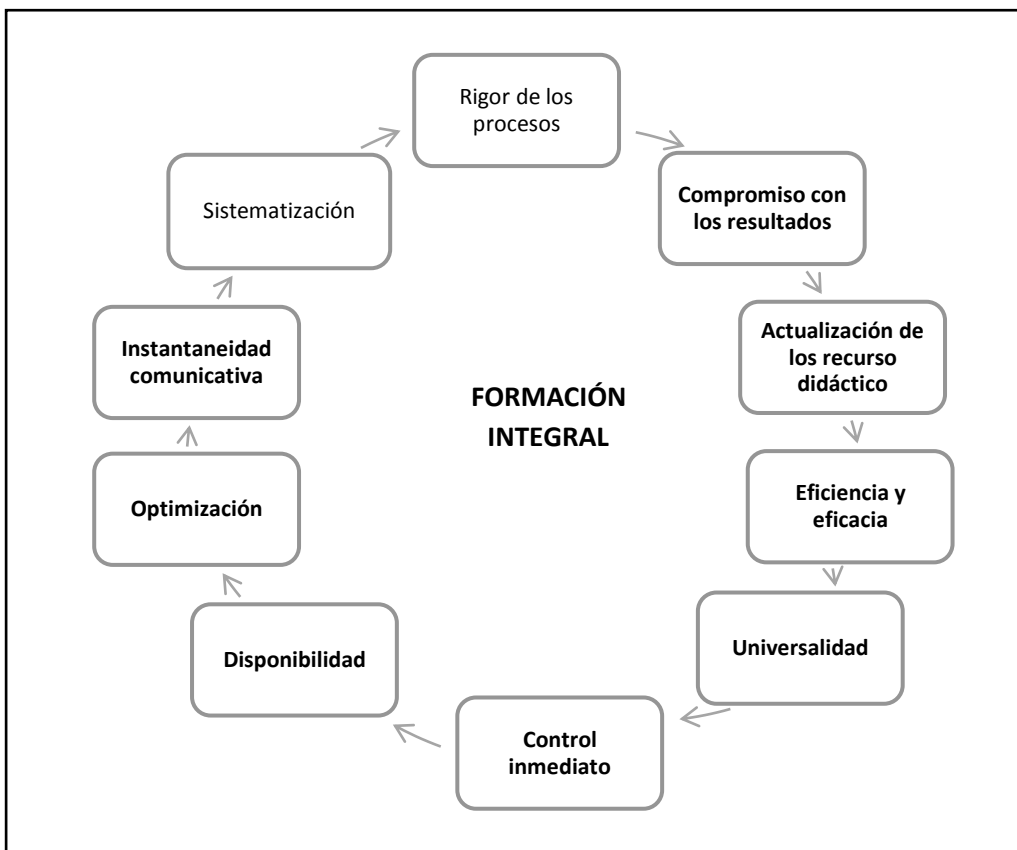 Rigor de los
procesos
Compromiso con
los resultados
Actualización de
los recurso
didáctico
Eficiencia y
eficacia
Universalidad
Control
inmediato
Disponibilidad
Optimización
Instantaneidad
comunicativa
Sistematización
FORMACIÓN
INTEGRAL